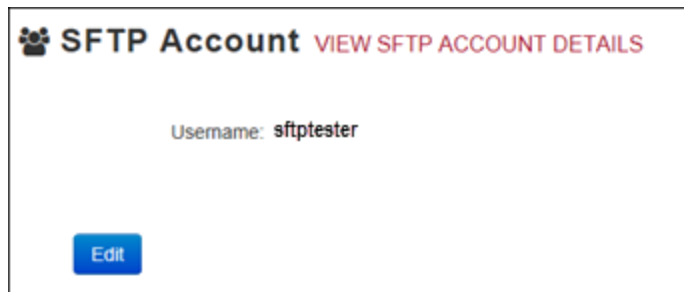 SFTP Account VIEW SFTP ACCOUNT DETAILS
Username: sftptester
Edit